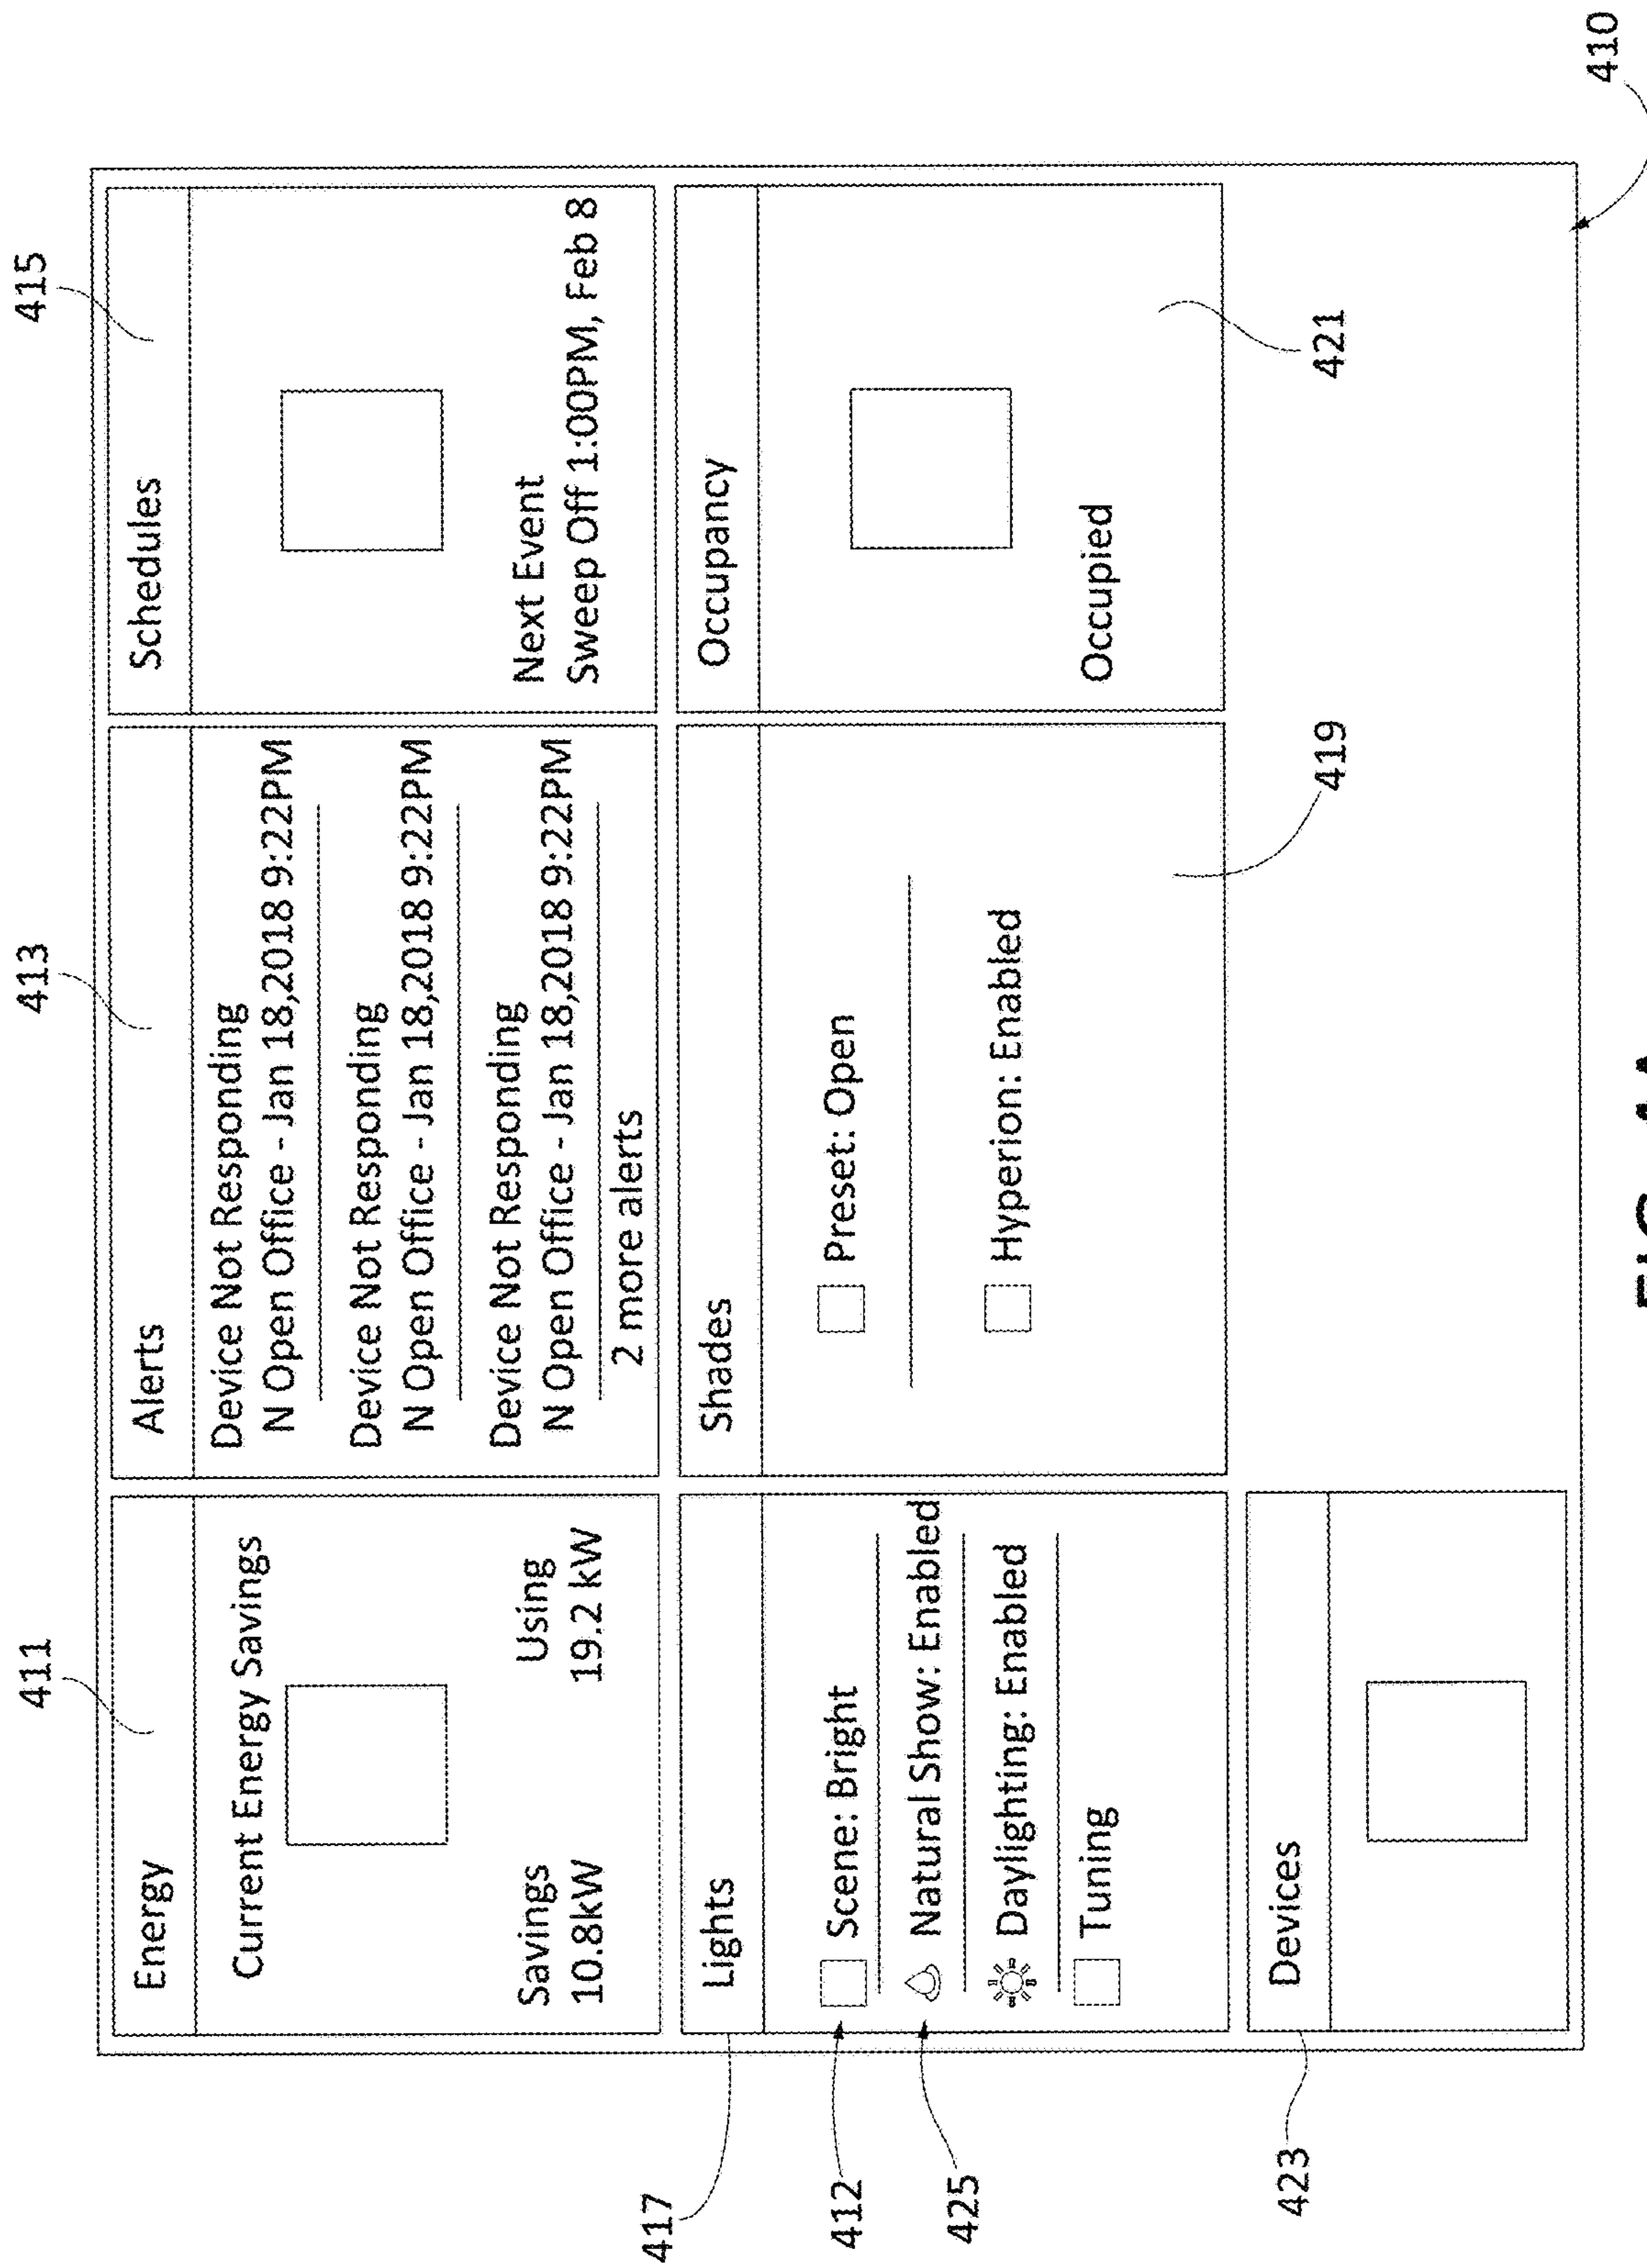 411
413
415
Energy
Current Energy Savings
Savings
10.8kW
Using
19.2 kW
Alerts
Device Not Responding
N Open Office - Jan 18,2018 9:22PM
Device Not Responding
N Open Office - Jan 18,2018 9:22PM
Device Not Responding
N Open Office - Jan 18,2018 9:22PM
2 more alerts
Schedules
Next Event
Sweep Off 1:00PM, Feb 8
417
Lights
412
Scene: Bright
425
Natural Show: Enabled
Daylighting: Enabled
Tuning
Shades
Preset: Open
Hyperion: Enabled
419
Occupancy
Occupied
421
423
Devices
410